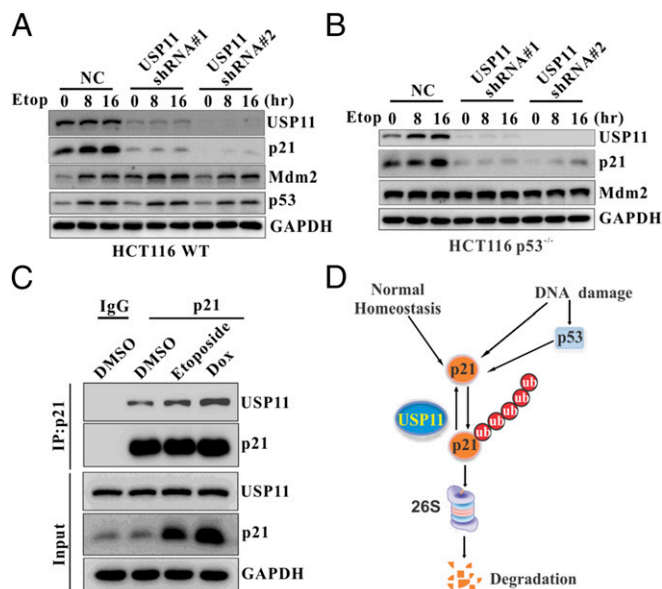 A
NC
USP11
shRNA#1
USP11
shRNA#2
Etop 0 8 16 0 8 16 0 8 16 (hr)
USP11
p21
Mdm2
p53
GAPDH
HCT116 WT
B
NC
USP11
shRNA#1
USP11
shRNA#2
Etop 0 8 16 0 8 16 0 8 16 (hr)
USP11
p21
Mdm2
GAPDH
HCT116 p53-/-
C
IgG p21
DMSO DMSO Etoposide Dox
IP:p21
USP11
p21
Input
USP11
p21
GAPDH
D
Normal
Homeostasis
DNA damage
p53
p21
USP11
p21
ub
ub
ub
ub
ub
26S
Degradation